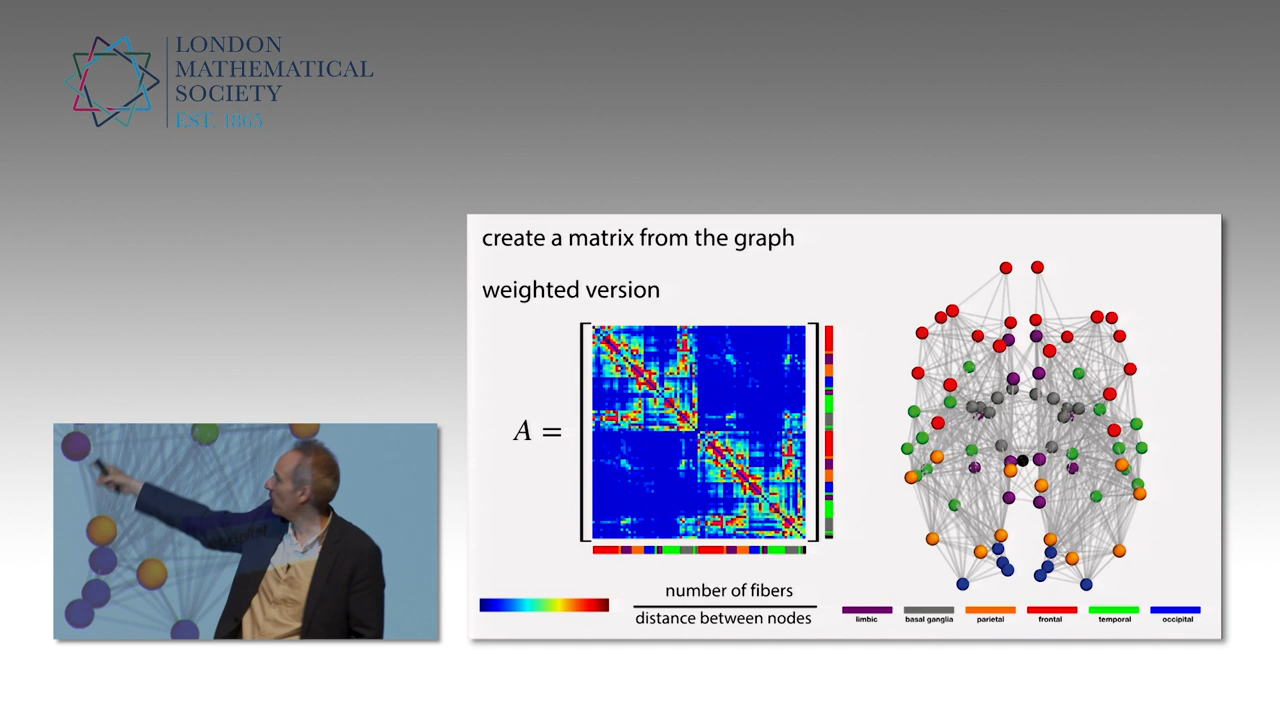 LONDON
MATHEMATICAL
SOCIETY
EST. 1865
create a matrix from the graph
weighted version
A =
number of fibers
distance between nodes
limbic
basal ganglia
parietal
frontal
temporal
occipital